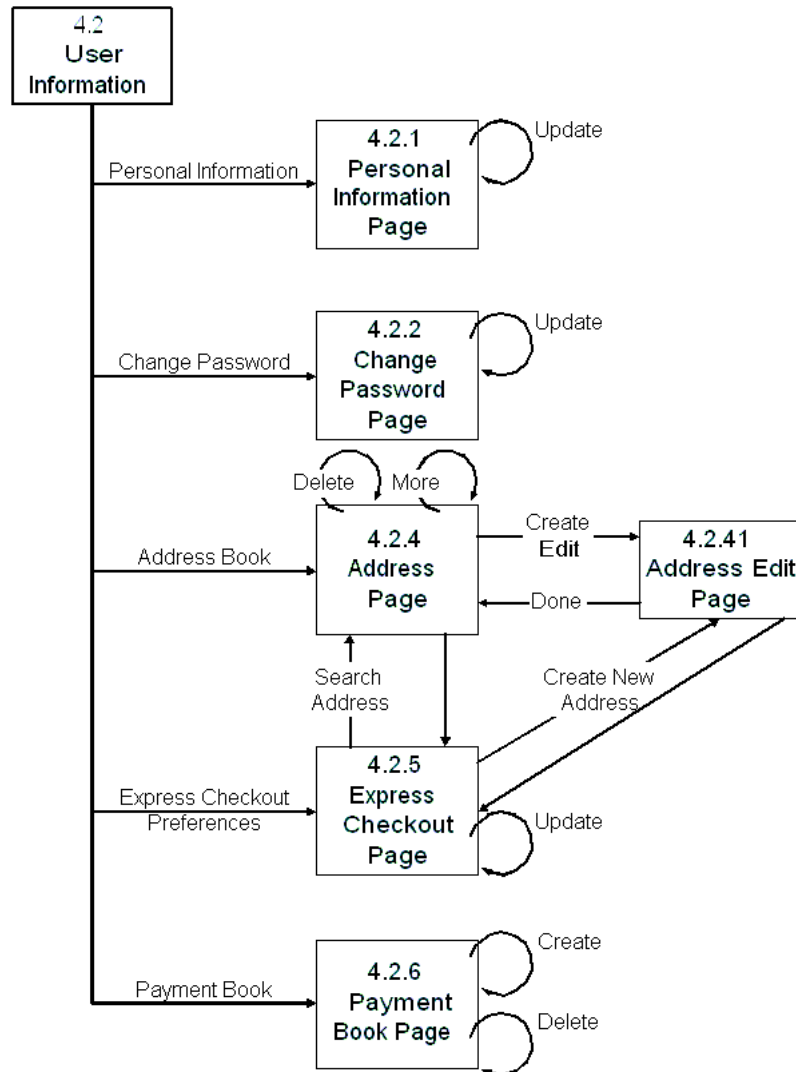 4.2
User
Information
Personal Information
4.2.1
Personal
Information
Page
Update
Change Password
4.2.2
Change
Password
Page
Update
Delete
More
Address Book
4.2.4
Address
Page
Create
Edit
Done
4.2.41
Address Edit
Page
Search
Address
Create New
Address
Express Checkout
Preferences
4.2.5
Express
Checkout
Page
Update
Payment Book
4.2.6
Payment
Book Page
Create
Delete